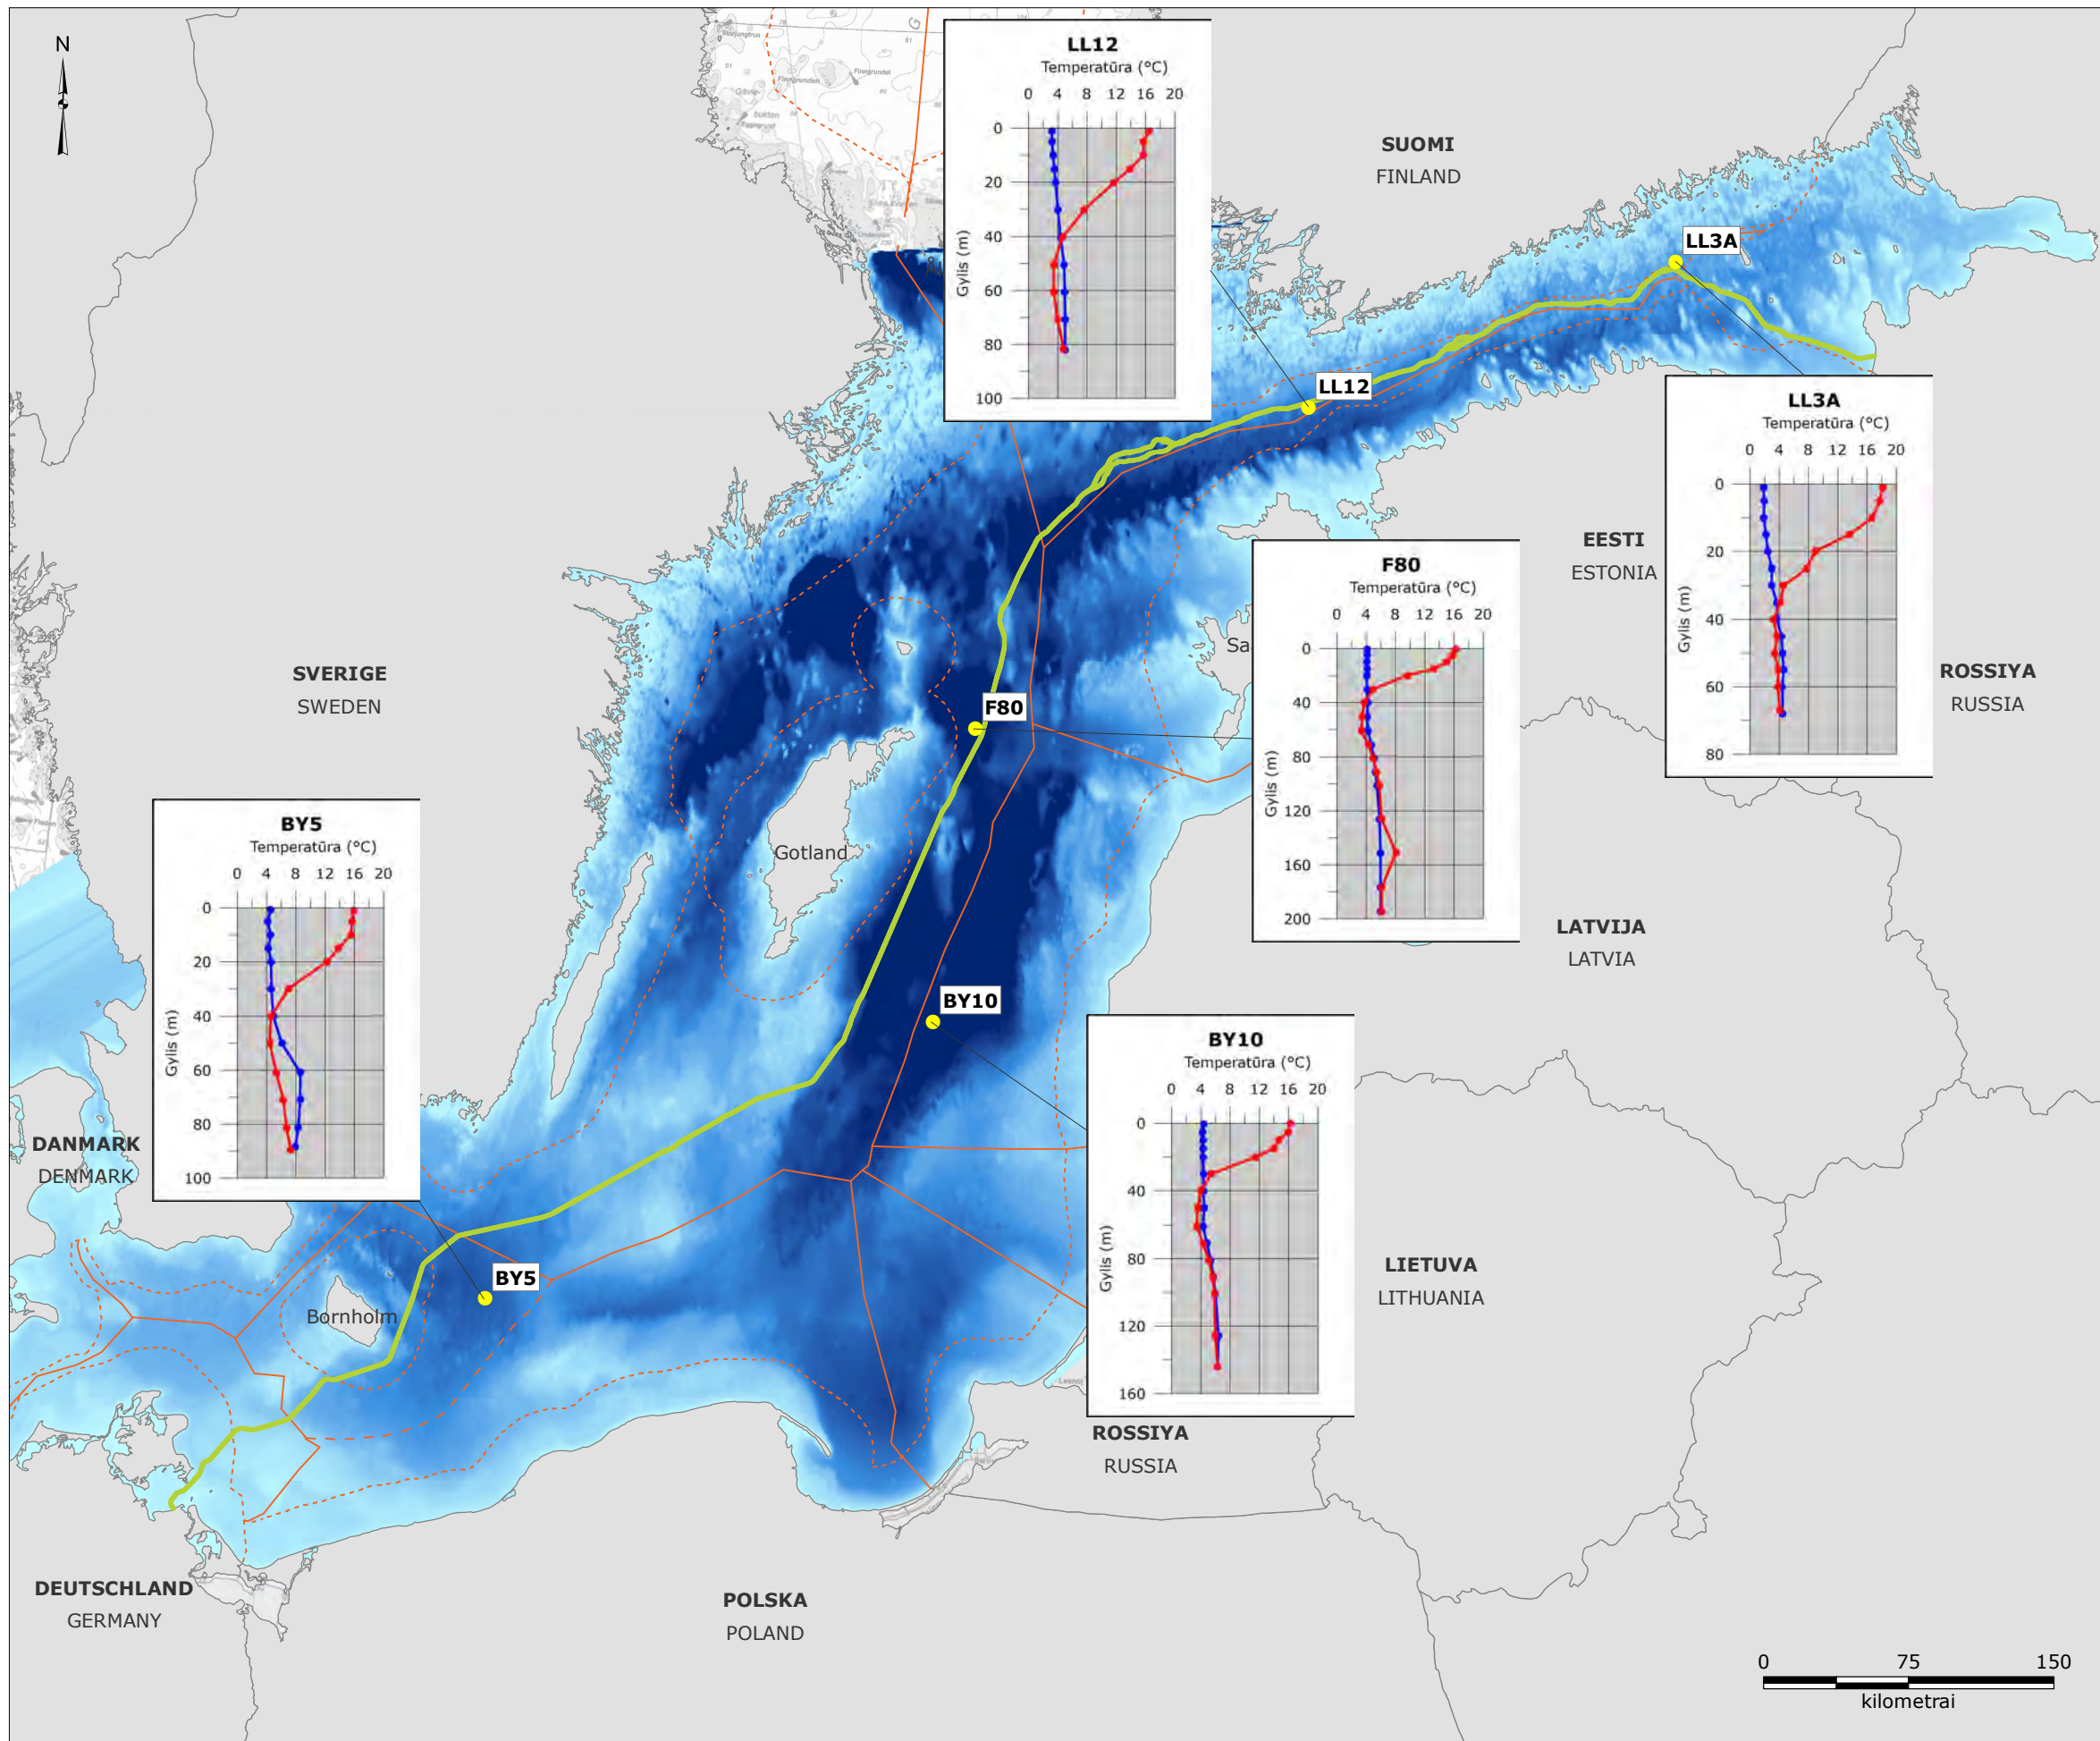 N
LL12
Temperatūra (°C)
0 4 8 12 16 20
0
20
40
60
80
100
Gylis (m)
SUOMI
FINLAND
LL3A
LL12
LL3A
Temperatūra (°C)
0 4 8 12 16 20
0
20
40
60
80
Gylis (m)
EESTI
ESTONIA
F80
Temperatūra (°C)
0 4 8 12 16 20
0
40
80
120
160
200
Gylis (m)
Sa
ROSSIYA
RUSSIA
SVERIGE
SWEDEN
F80
Gotland
BY5
Temperatūra (°C)
0 4 8 12 16 20
0
20
40
60
80
100
Gylis (m)
LATVIJA
LATVIA
BY10
BY10
Temperatūra (°C)
0 4 8 12 16 20
0
40
80
120
160
Gylis (m)
DANMARK
DENMARK
LIETUVA
LITHUANIA
BY5
Bornholm
ROSSIYA
RUSSIA
DEUTSCHLAND
GERMANY
POLSKA
POLAND
0 75 150
kilometrai